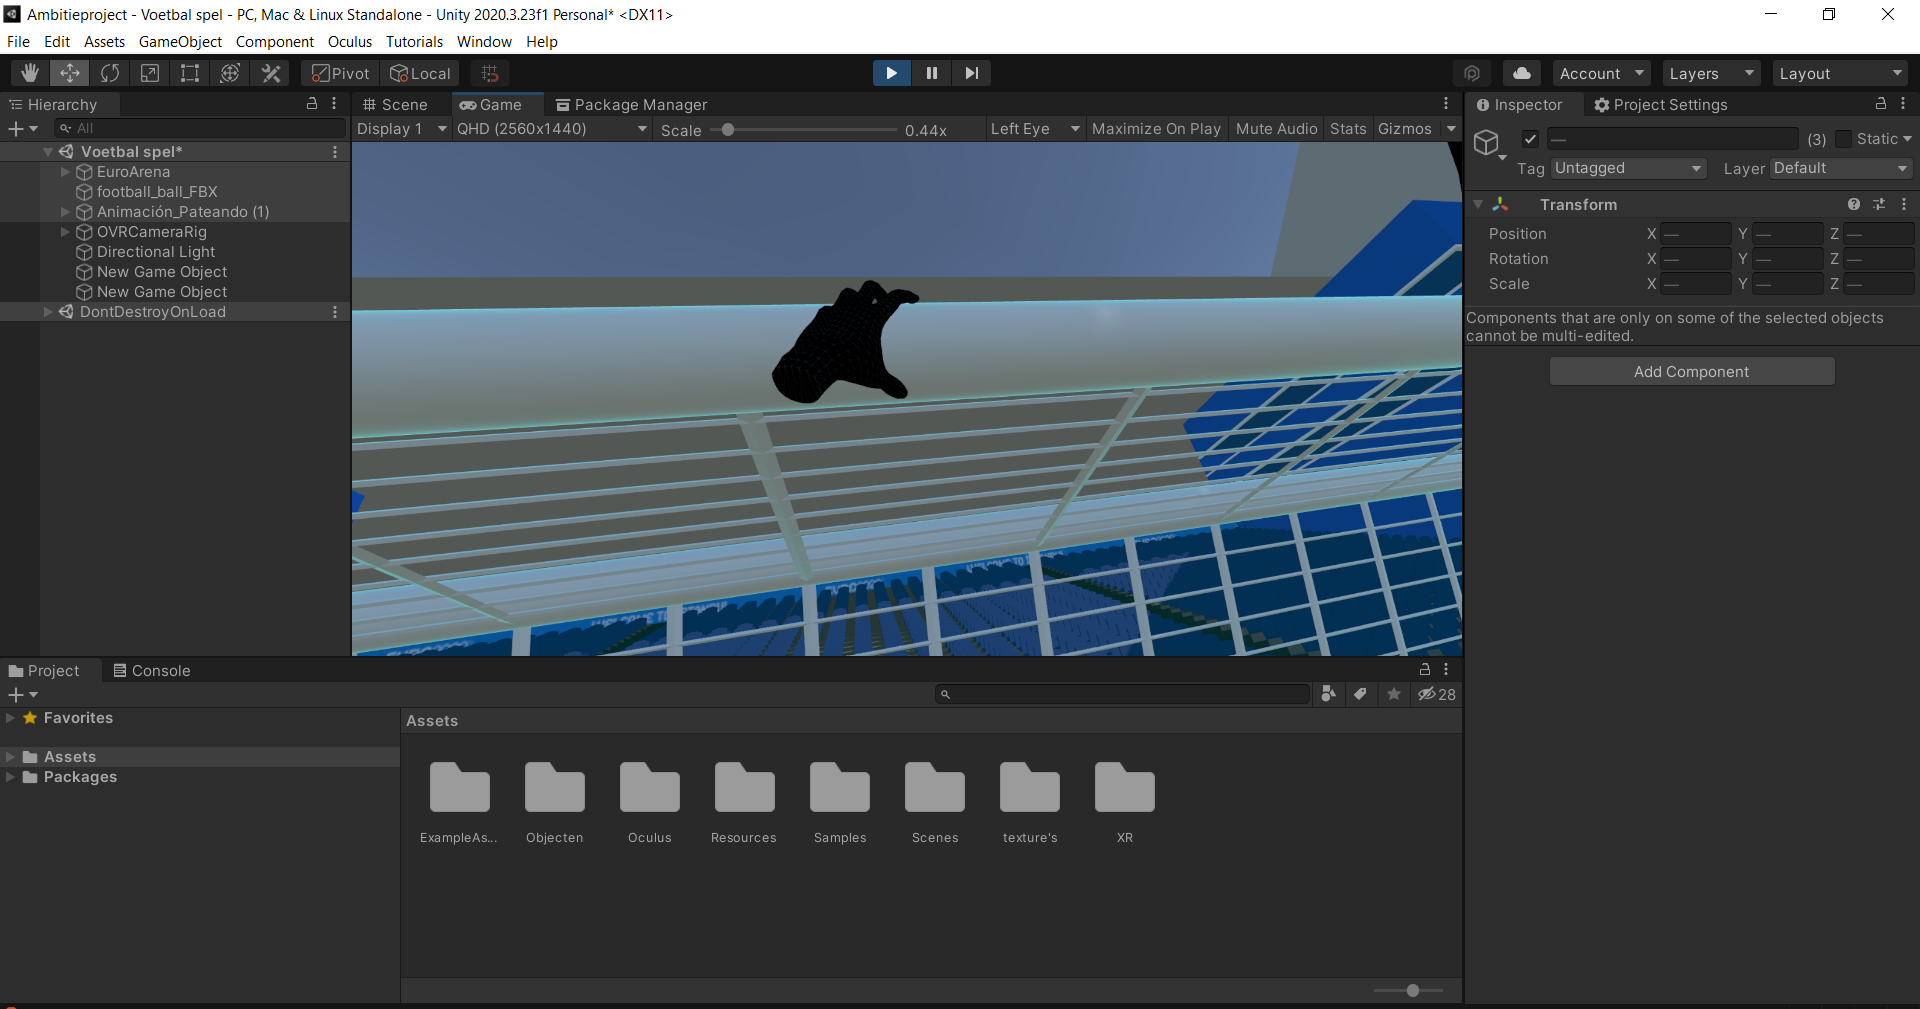 Ambitieproject - Voetbal spel - PC, Mac & Linux Standalone - Unity 2020.3.23f1 Personal* <DX11>
File Edit Assets GameObject Component Oculus Tutorials Window Help
Pivot Local Account Layers Layout
Hierarchy
All
Voetbal spel*
EuroArena
football_ball_FBX
Animación_Pateando (1)
OVRCameraRig
Directional Light
New Game Object
New Game Object
DontDestroyOnLoad
Scene Game Package Manager
Display 1 QHD (2560x1440) Scale 0.44x Left Eye Maximize On Play Mute Audio Stats Gizmos
Inspector Project Settings
— (3) Static
Tag Untagged Layer Default
Transform
Position X — Y — Z —
Rotation X — Y — Z —
Scale X — Y — Z —
Components that are only on some of the selected objects
cannot be multi-edited.
Add Component
Project Console
28
Favorites
Assets
Packages
Assets
ExampleAs... Objecten Oculus Resources Samples Scenes texture's XR